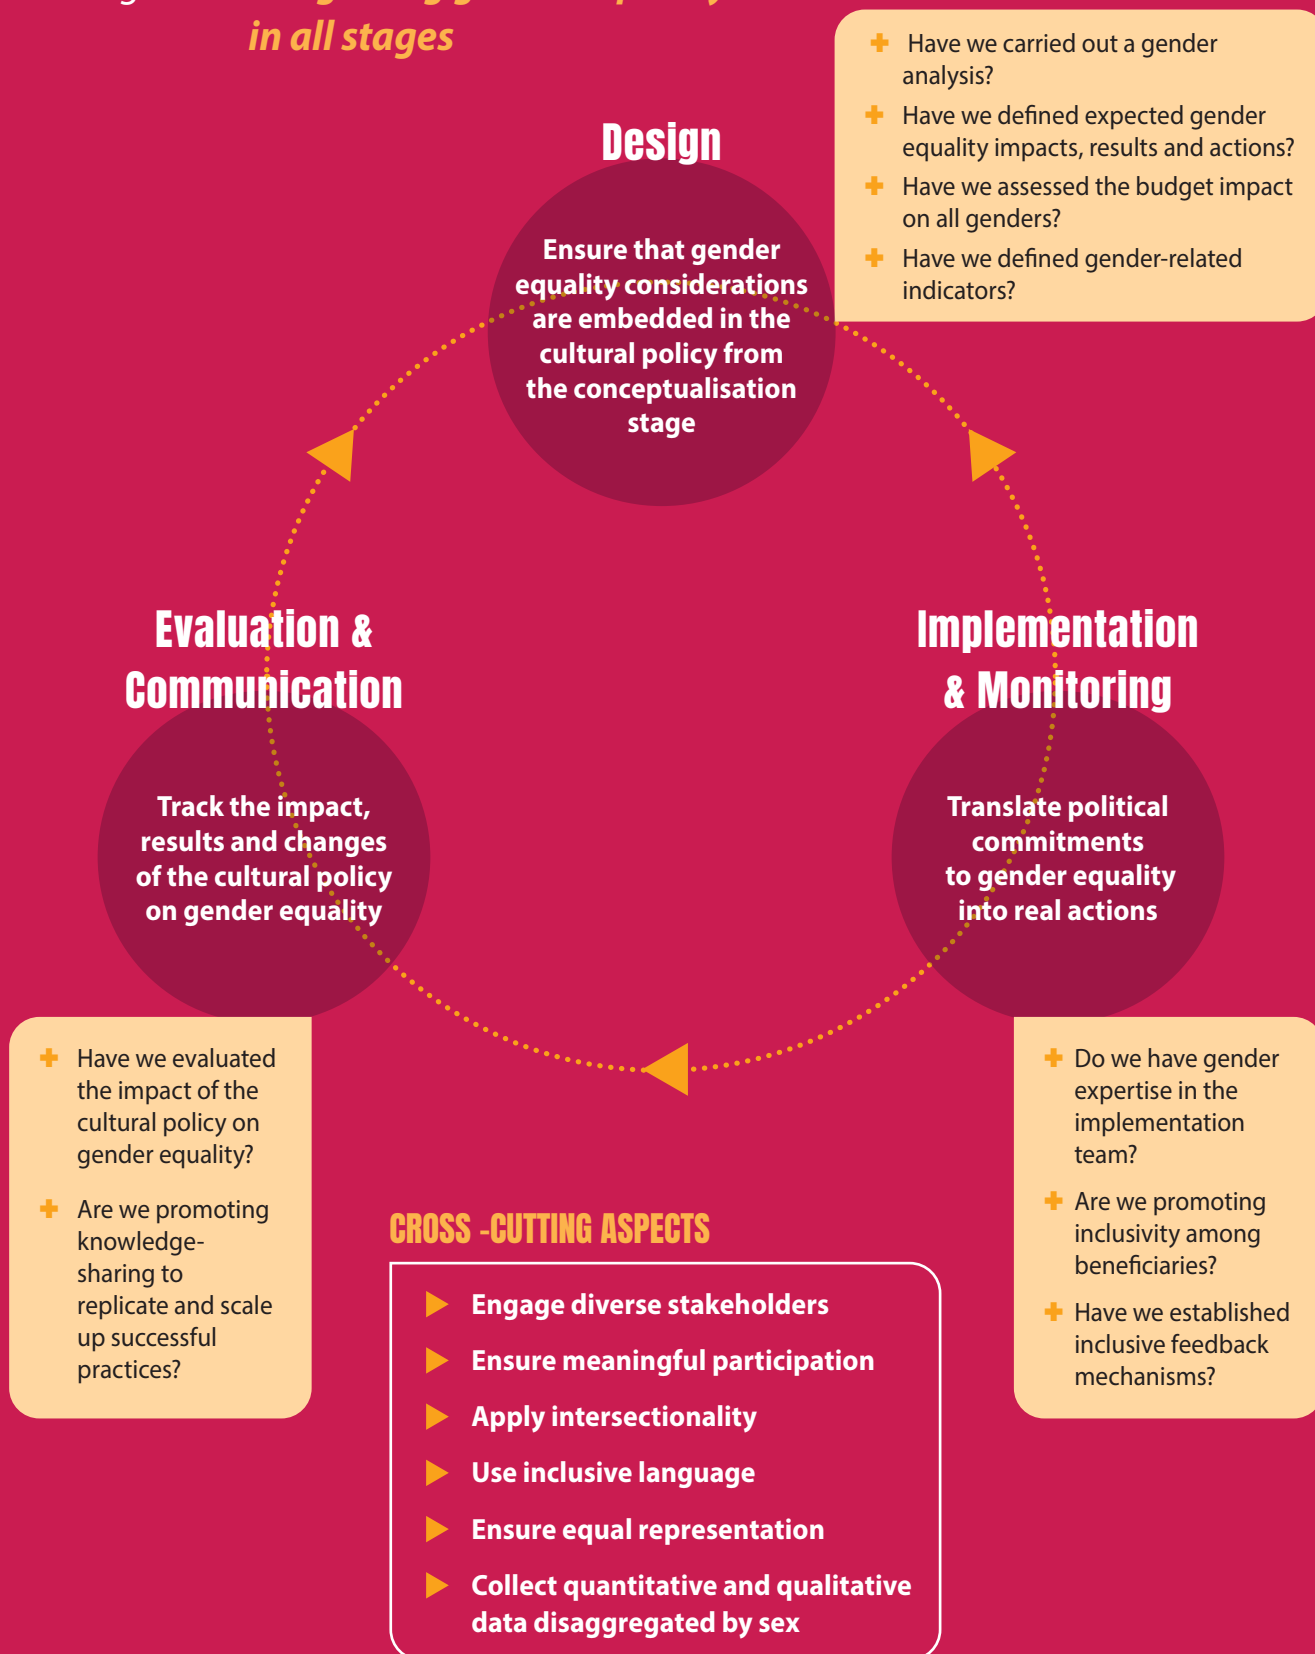 in all stages
Design
Ensure that gender
equality considerations
are embedded in the
cultural policy from
the conceptualisation
stage
Have we carried out a gender
analysis?
Have we defined expected gender
equality impacts, results and actions?
Have we assessed the budget impact
on all genders?
Have we defined gender-related
indicators?
Evaluation &
Communication
Track the impact,
results and changes
of the cultural policy
on gender equality
Implementation
& Monitoring
Translate political
commitments
to gender equality
into real actions
Have we evaluated
the impact of the
cultural policy on
gender equality?
Are we promoting
knowledge-
sharing to
replicate and scale
up successful
practices?
Do we have gender
expertise in the
implementation
team?
Are we promoting
inclusivity among
beneficiaries?
Have we established
inclusive feedback
mechanisms?
CROSS -CUTTING ASPECTS
Engage diverse stakeholders
Ensure meaningful participation
Apply intersectionality
Use inclusive language
Ensure equal representation
Collect quantitative and qualitative
data disaggregated by sex